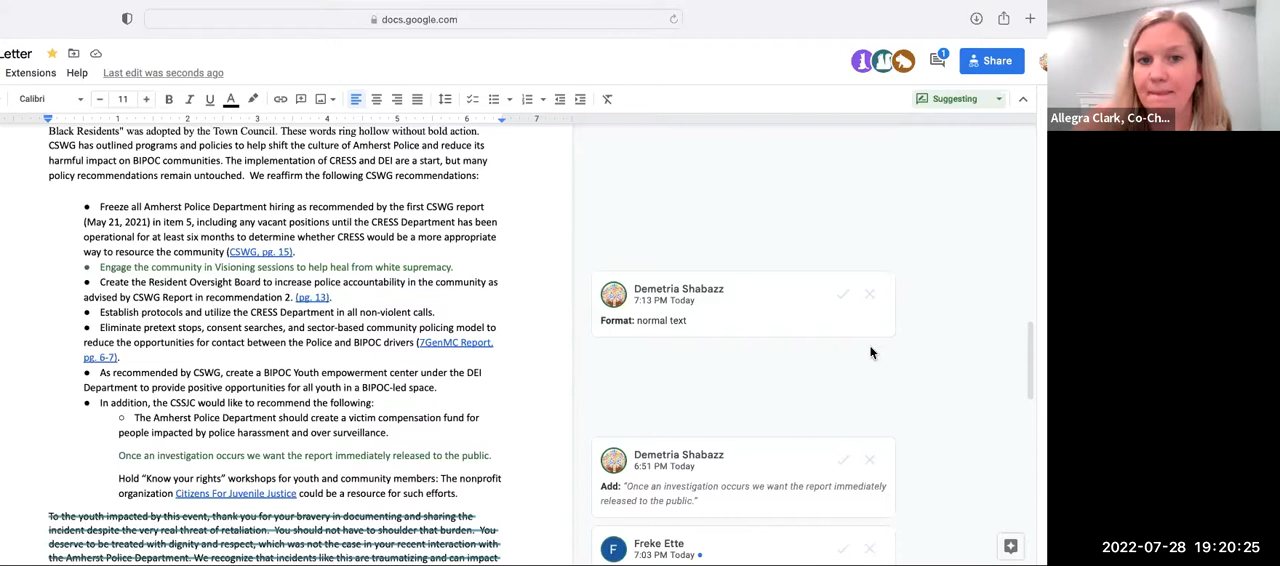 docs.google.com
Letter
Extensions Help Last edit was seconds ago
1
Share
Calibri
11
B I U A
Suggesting
1 2 3 4 5 6 7
Black Residents" was adopted by the Town Council. These words ring hollow without bold action.
CSWG has outlined programs and policies to help shift the culture of Amherst Police and reduce its
harmful impact on BIPOC communities. The implementation of CRESS and DEI are a start, but many
policy recommendations remain untouched. We reaffirm the following CSWG recommendations:
● Freeze all Amherst Police Department hiring as recommended by the first CSWG report
(May 21, 2021) in item 5, including any vacant positions until the CRESS Department has been
operational for at least six months to determine whether CRESS would be a more appropriate
way to resource the community (CSWG, pg. 15).
● Engage the community in Visioning sessions to help heal from white supremacy.
● Create the Resident Oversight Board to increase police accountability in the community as
advised by CSWG Report in recommendation 2. (pg. 13).
● Establish protocols and utilize the CRESS Department in all non-violent calls.
● Eliminate pretext stops, consent searches, and sector-based community policing model to
reduce the opportunities for contact between the Police and BIPOC drivers (7GenMC Report,
pg. 6-7).
● As recommended by CSWG, create a BIPOC Youth empowerment center under the DEI
Department to provide positive opportunities for all youth in a BIPOC-led space.
● In addition, the CSSJC would like to recommend the following:
○ The Amherst Police Department should create a victim compensation fund for
people impacted by police harassment and over surveillance.
Once an investigation occurs we want the report immediately released to the public.
Hold “Know your rights” workshops for youth and community members: The nonprofit
organization Citizens For Juvenile Justice could be a resource for such efforts.
To the youth impacted by this event, thank you for your bravery in documenting and sharing the
incident despite the very real threat of retaliation. You should not have to shoulder that burden. You
deserve to be treated with dignity and respect, which was not the case in your recent interaction with
the Amherst Police Department. We recognize that incidents like this are traumatizing and can impact
Demetria Shabazz
7:13 PM Today
Format: normal text
Demetria Shabazz
6:51 PM Today
Add: “Once an investigation occurs we want the report immediately
released to the public.”
F
Freke Ette
7:03 PM Today
Allegra Clark, Co-Ch...
2022-07-28 19:20:25